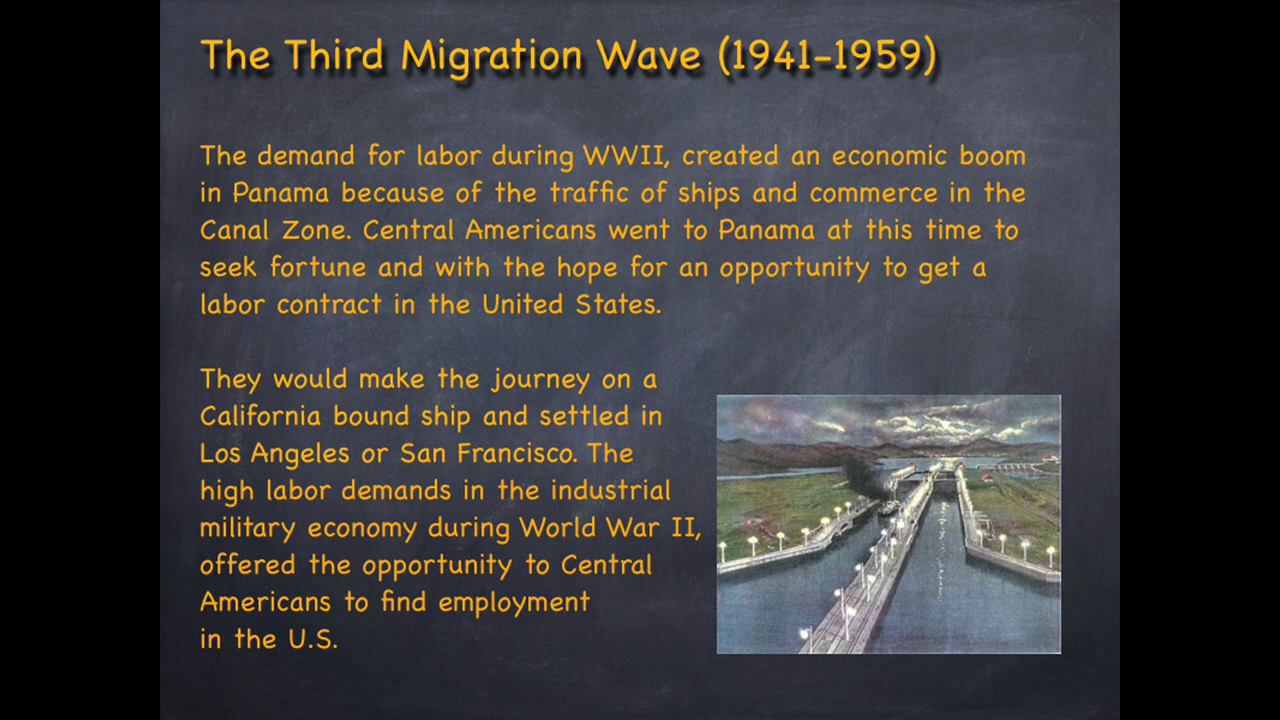 The Third Migration Wave (1941-1959)
The demand for labor during WWII, created an economic boom
in Panama because of the traffic of ships and commerce in the
Canal Zone. Central Americans went to Panama at this time to
seek fortune and with the hope for an opportunity to get a
labor contract in the United States.
They would make the journey on a
California bound ship and settled in
Los Angeles or San Francisco. The
high labor demands in the industrial
military economy during World War II,
offered the opportunity to Central
Americans to find employment
in the U.S.